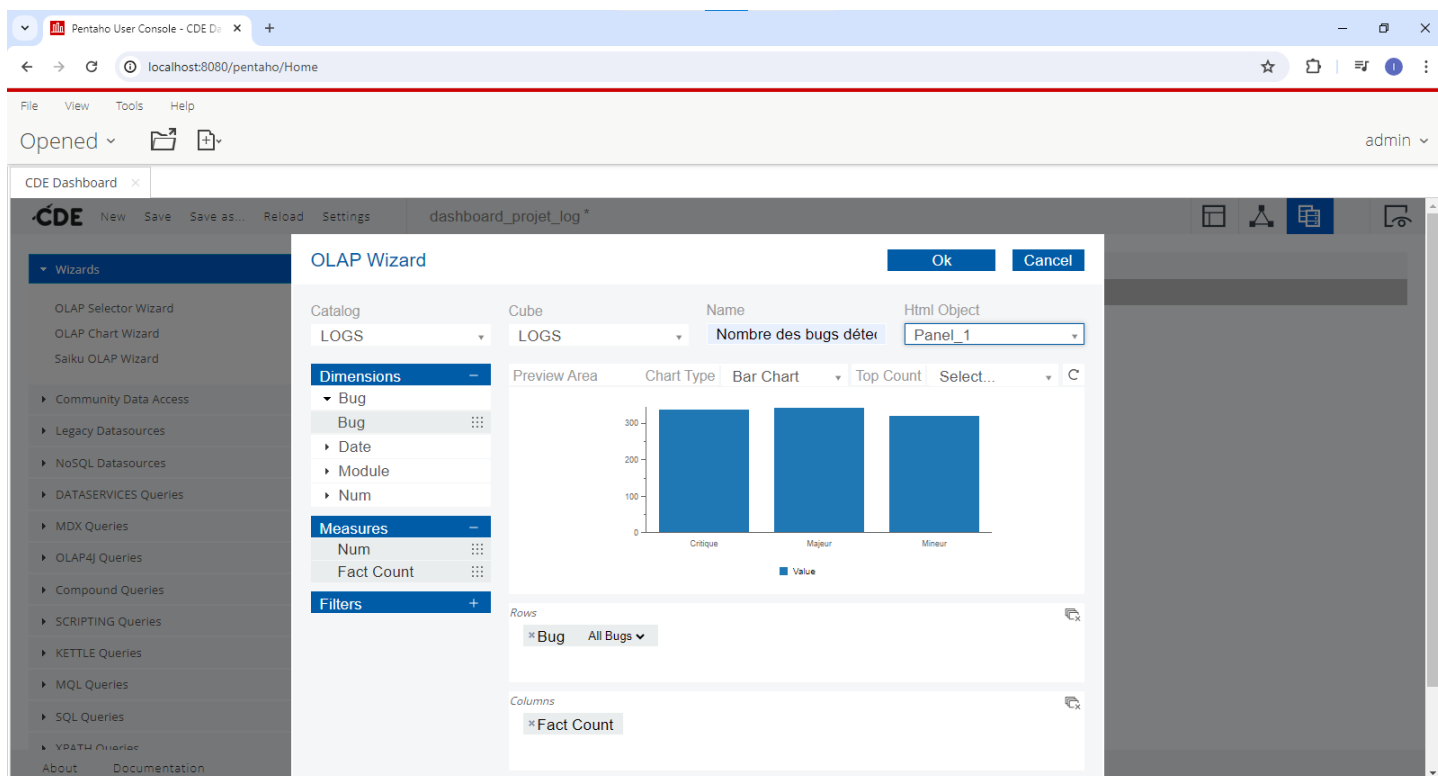 Pentaho User Console - CDE Da
localhost:8080/pentaho/Home
I
File View Tools Help
Opened
admin
CDE Dashboard
CDE New Save Save as... Reload Settings dashboard_projet_log*
Wizards
OLAP Selector Wizard
OLAP Chart Wizard
Saiku OLAP Wizard
Community Data Access
Legacy Datasources
NoSQL Datasources
DATASERVICES Queries
MDX Queries
OLAP4J Queries
Compound Queries
SCRIPTING Queries
KETTLE Queries
MQL Queries
SQL Queries
XPATH Queries
About Documentation
OLAP Wizard
Ok Cancel
Catalog Cube Name Html Object
LOGS LOGS Nombre des bugs détec Panel_1
Dimensions
Bug
Bug
Date
Module
Num
Measures
Num
Fact Count
Filters
Preview Area Chart Type Bar Chart Top Count Select...
300
200
100
0
Critique Majeur Mineur
Value
Rows
Bug All Bugs
Columns
Fact Count